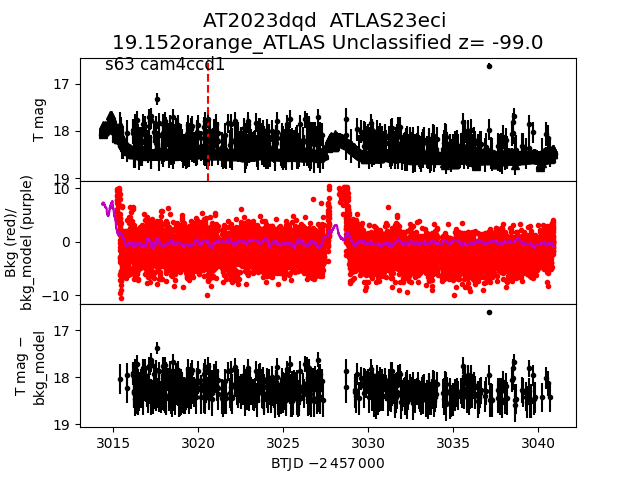 AT2023dqd  ATLAS23eci
19.152orange_ATLAS Unclassified z= -99.0
s63 cam4ccd1
17
18
19
T mag
10
0
−10
Bkg (red)/
bkg_model (purple)
17
18
19
T mag −
bkg_model
3015
3020
3025
3030
3035
3040
BTJD −2 457 000